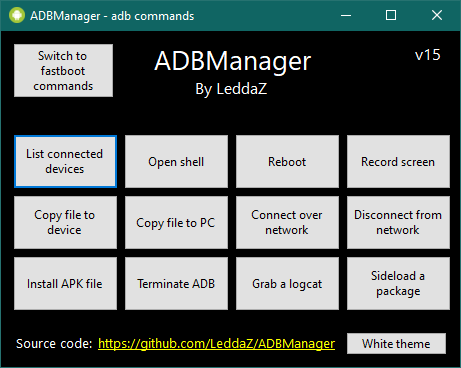 ADBManager - adb commands
Switch to
fastboot
commands
ADBManager
v15
By LeddaZ
List connected
devices
Open shell
Reboot
Record screen
Copy file to
device
Copy file to PC
Connect over
network
Disconnect from
network
Install APK file
Terminate ADB
Grab a logcat
Sideload a
package
Source code: https://github.com/LeddaZ/ADBManager
White theme